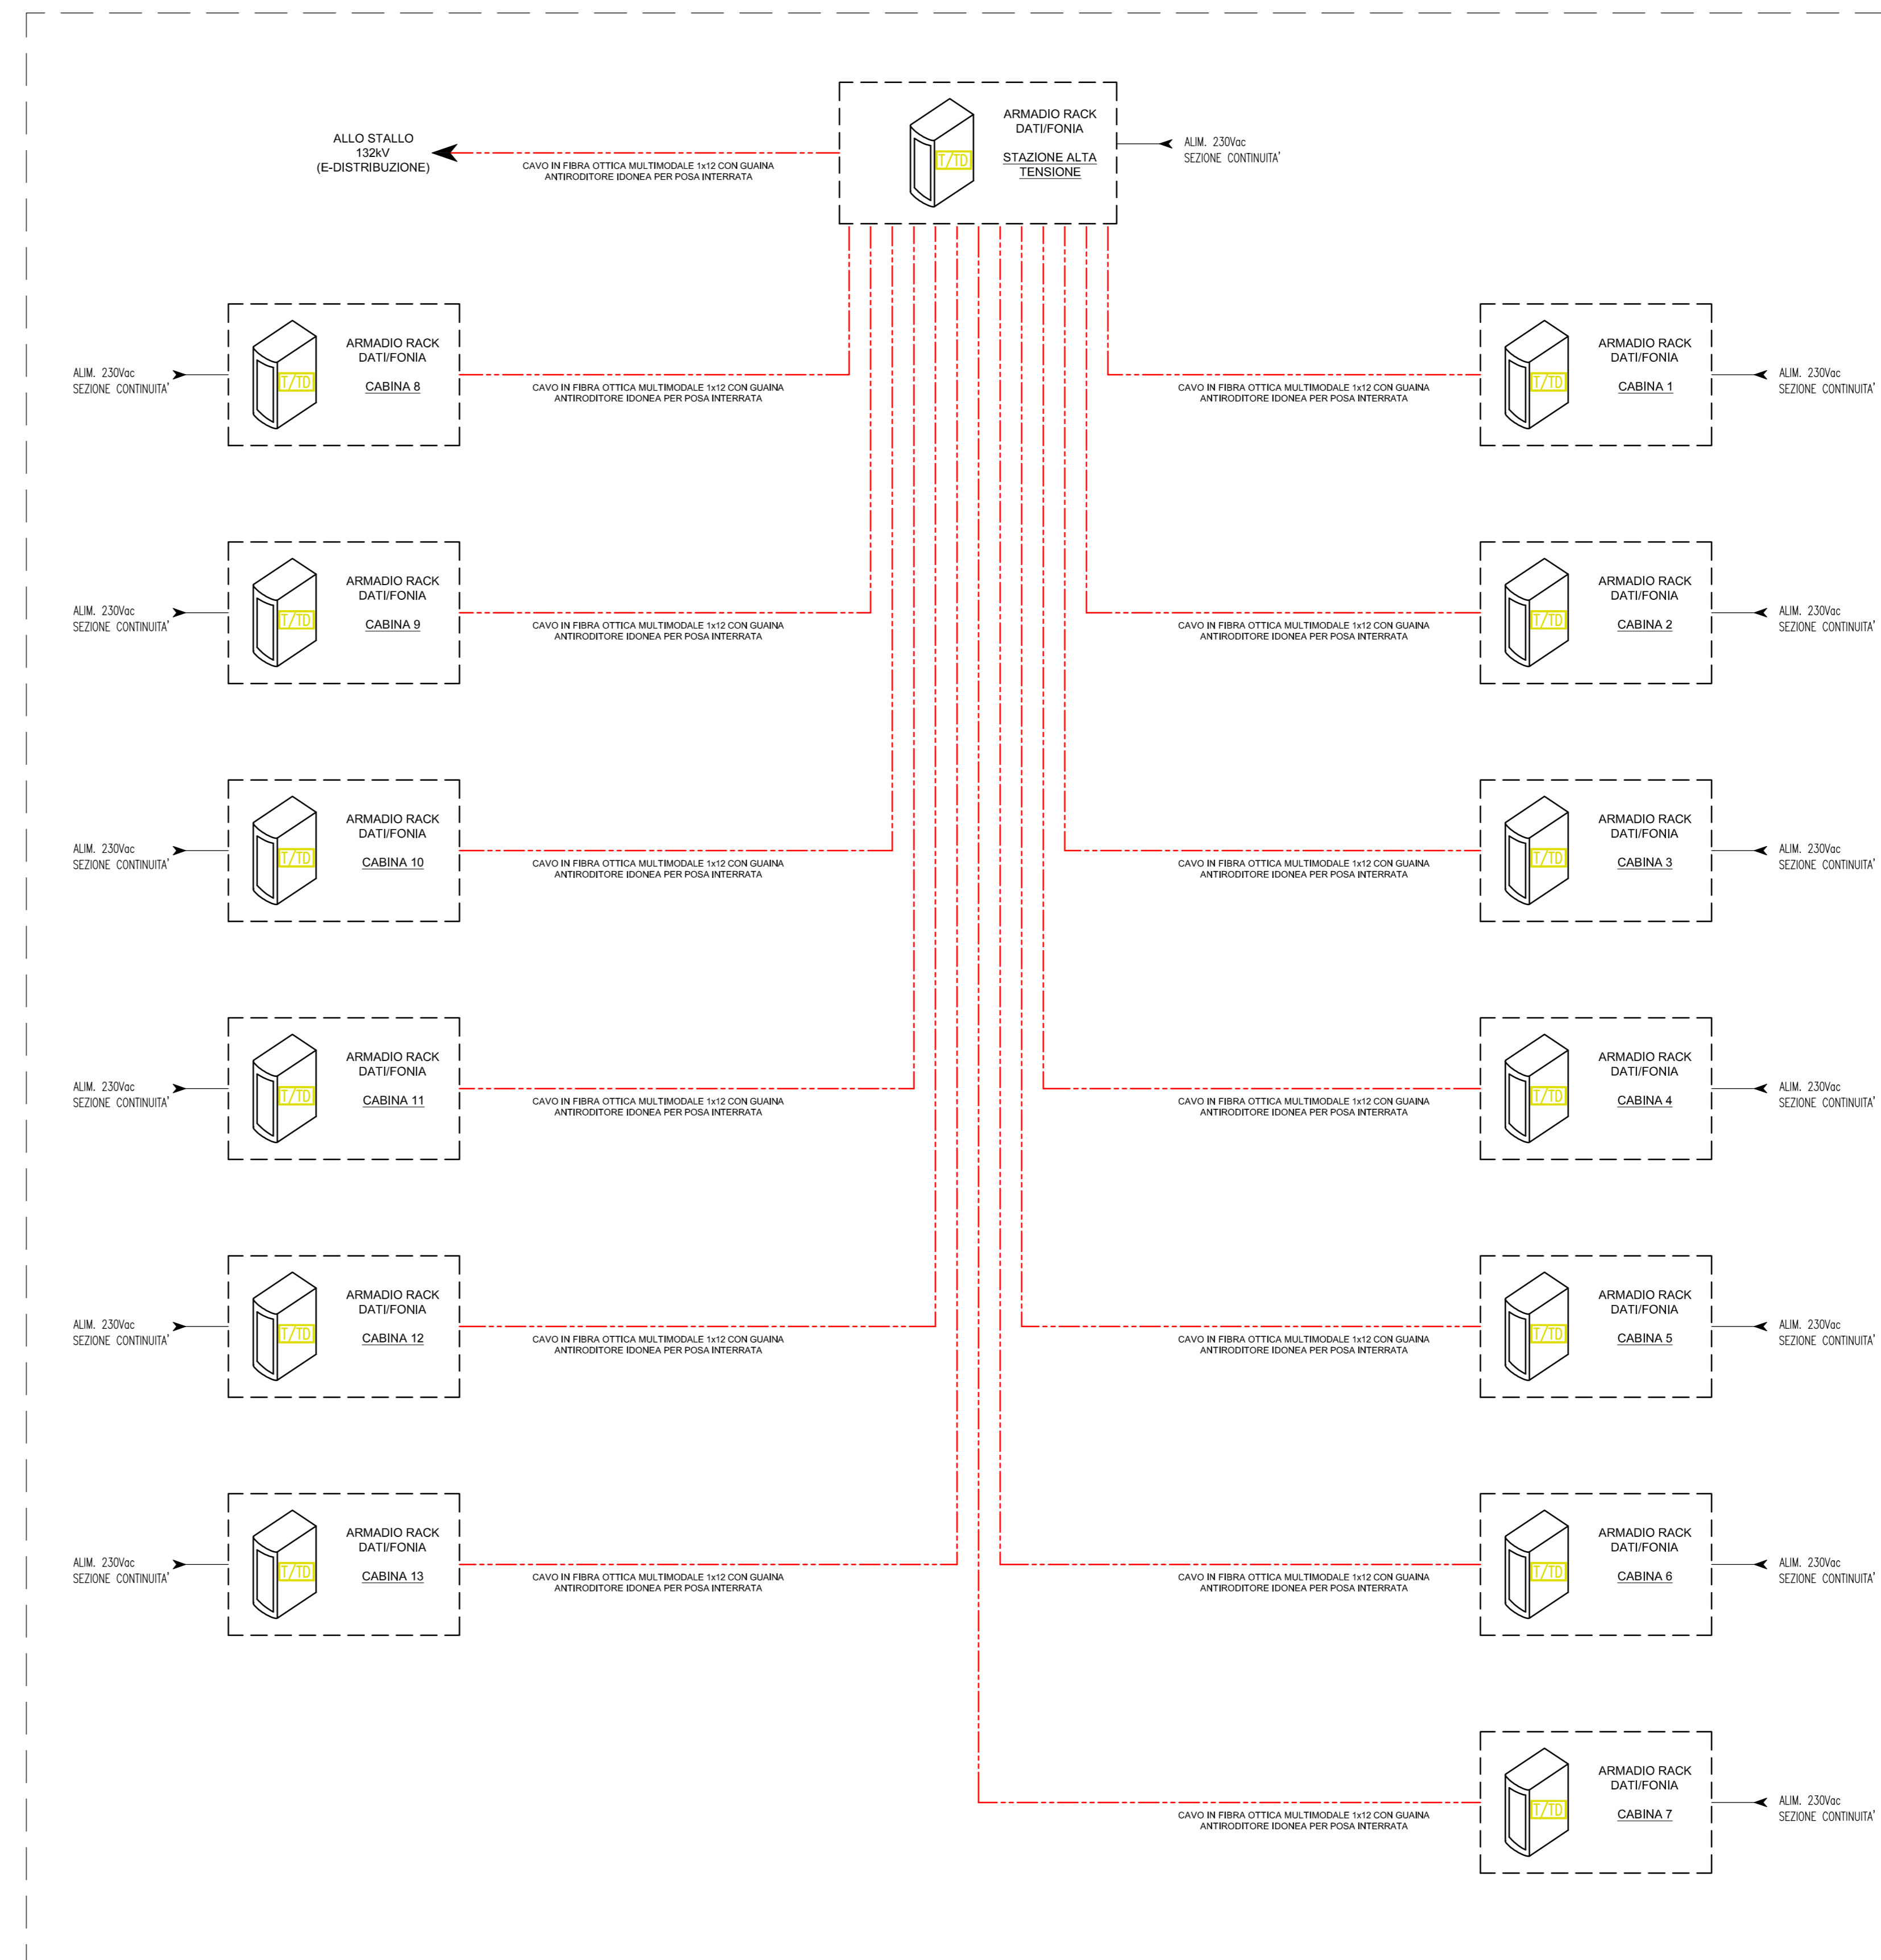 ALLO STALLO
132kV
(E-DISTRIBUZIONE)
CAVO IN FIBRA OTTICA MULTIMODALE 1x12 CON GUAINA
ANTIRODITORE IDONEA PER POSA INTERRATA
T/TD
ARMADIO RACK
DATI/FONIA
STAZIONE ALTA
TENSIONE
ALIM. 230Vac
SEZIONE CONTINUITA'
ALIM. 230Vac
SEZIONE CONTINUITA'
T/TD
ARMADIO RACK
DATI/FONIA
CABINA 8
CAVO IN FIBRA OTTICA MULTIMODALE 1x12 CON GUAINA
ANTIRODITORE IDONEA PER POSA INTERRATA
CAVO IN FIBRA OTTICA MULTIMODALE 1x12 CON GUAINA
ANTIRODITORE IDONEA PER POSA INTERRATA
T/TD
ARMADIO RACK
DATI/FONIA
CABINA 1
ALIM. 230Vac
SEZIONE CONTINUITA'
ALIM. 230Vac
SEZIONE CONTINUITA'
T/TD
ARMADIO RACK
DATI/FONIA
CABINA 9
CAVO IN FIBRA OTTICA MULTIMODALE 1x12 CON GUAINA
ANTIRODITORE IDONEA PER POSA INTERRATA
CAVO IN FIBRA OTTICA MULTIMODALE 1x12 CON GUAINA
ANTIRODITORE IDONEA PER POSA INTERRATA
T/TD
ARMADIO RACK
DATI/FONIA
CABINA 2
ALIM. 230Vac
SEZIONE CONTINUITA'
ALIM. 230Vac
SEZIONE CONTINUITA'
T/TD
ARMADIO RACK
DATI/FONIA
CABINA 10
CAVO IN FIBRA OTTICA MULTIMODALE 1x12 CON GUAINA
ANTIRODITORE IDONEA PER POSA INTERRATA
CAVO IN FIBRA OTTICA MULTIMODALE 1x12 CON GUAINA
ANTIRODITORE IDONEA PER POSA INTERRATA
T/TD
ARMADIO RACK
DATI/FONIA
CABINA 3
ALIM. 230Vac
SEZIONE CONTINUITA'
ALIM. 230Vac
SEZIONE CONTINUITA'
T/TD
ARMADIO RACK
DATI/FONIA
CABINA 11
CAVO IN FIBRA OTTICA MULTIMODALE 1x12 CON GUAINA
ANTIRODITORE IDONEA PER POSA INTERRATA
CAVO IN FIBRA OTTICA MULTIMODALE 1x12 CON GUAINA
ANTIRODITORE IDONEA PER POSA INTERRATA
T/TD
ARMADIO RACK
DATI/FONIA
CABINA 4
ALIM. 230Vac
SEZIONE CONTINUITA'
ALIM. 230Vac
SEZIONE CONTINUITA'
T/TD
ARMADIO RACK
DATI/FONIA
CABINA 12
CAVO IN FIBRA OTTICA MULTIMODALE 1x12 CON GUAINA
ANTIRODITORE IDONEA PER POSA INTERRATA
CAVO IN FIBRA OTTICA MULTIMODALE 1x12 CON GUAINA
ANTIRODITORE IDONEA PER POSA INTERRATA
T/TD
ARMADIO RACK
DATI/FONIA
CABINA 5
ALIM. 230Vac
SEZIONE CONTINUITA'
ALIM. 230Vac
SEZIONE CONTINUITA'
T/TD
ARMADIO RACK
DATI/FONIA
CABINA 13
CAVO IN FIBRA OTTICA MULTIMODALE 1x12 CON GUAINA
ANTIRODITORE IDONEA PER POSA INTERRATA
CAVO IN FIBRA OTTICA MULTIMODALE 1x12 CON GUAINA
ANTIRODITORE IDONEA PER POSA INTERRATA
T/TD
ARMADIO RACK
DATI/FONIA
CABINA 6
ALIM. 230Vac
SEZIONE CONTINUITA'
CAVO IN FIBRA OTTICA MULTIMODALE 1x12 CON GUAINA
ANTIRODITORE IDONEA PER POSA INTERRATA
T/TD
ARMADIO RACK
DATI/FONIA
CABINA 7
ALIM. 230Vac
SEZIONE CONTINUITA'